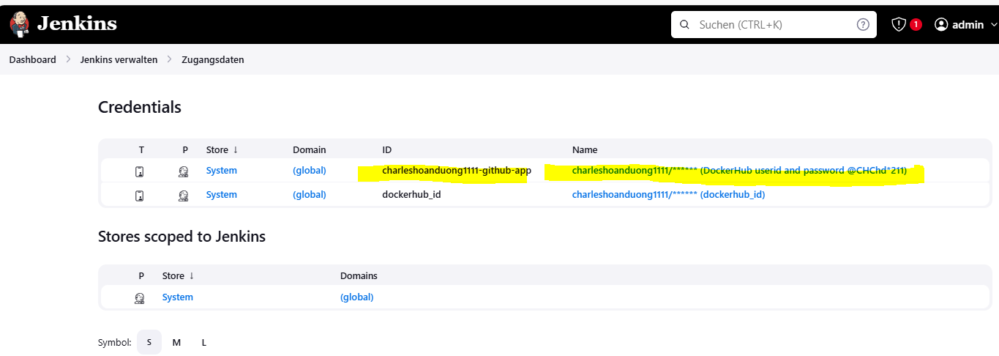 Jenkins Suchen (CTRL+K) 1 admin
Dashboard Jenkins verwalten Zugangsdaten
Credentials
T P Store ↓ Domain ID Name
System (global) charleshoanduong1111-github-app charleshoanduong1111/****** (DockerHub userid and password @CHChd*211)
System (global) dockerhub_id charleshoanduong1111/****** (dockerhub_id)
Stores scoped to Jenkins
P Store ↓ Domains
System (global)
Symbol: S M L